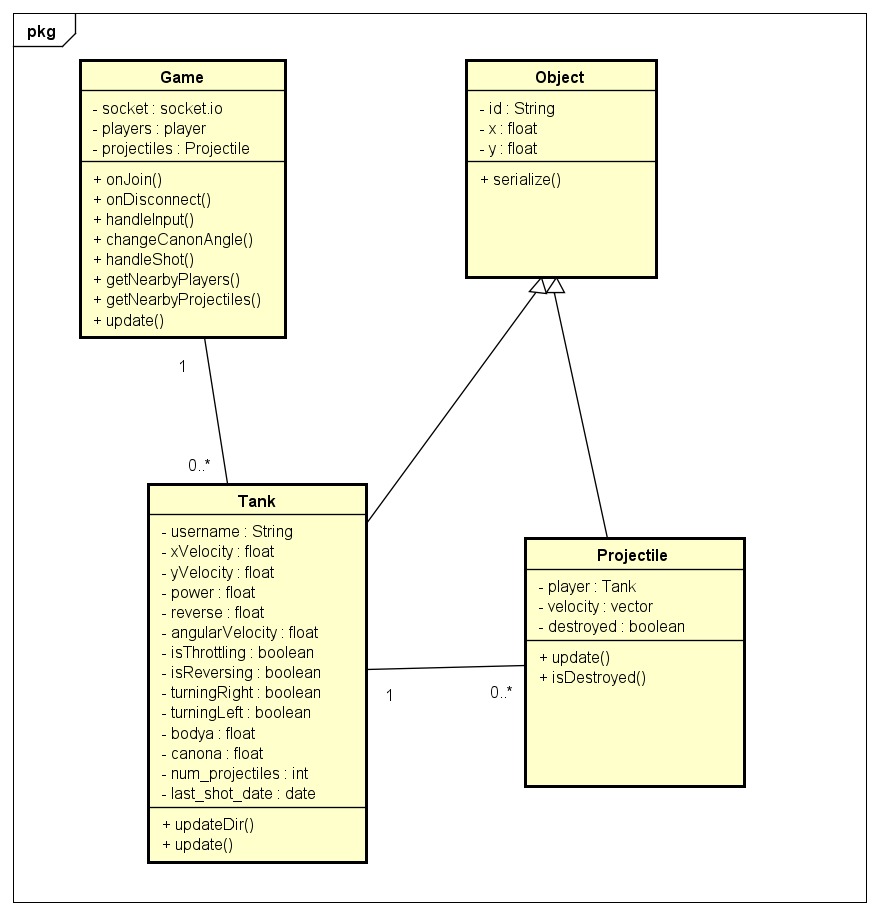 pkg
Game
- socket : socket.io
- players : player
- projectiles : Projectile
+ onJoin()
+ onDisconnect()
+ handleInput()
+ changeCanonAngle()
+ handleShot()
+ getNearbyPlayers()
+ getNearbyProjectiles()
+ update()
Object
- id : String
- x : float
- y : float
+ serialize()
1
0..*
Tank
- username : String
- xVelocity : float
- yVelocity : float
- power : float
- reverse : float
- angularVelocity : float
- isThrottling : boolean
- isReversing : boolean
- turningRight : boolean
- turningLeft : boolean
- bodya : float
- canona : float
- num_projectiles : int
- last_shot_date : date
+ updateDir()
+ update()
1
0..*
Projectile
- player : Tank
- velocity : vector
- destroyed : boolean
+ update()
+ isDestroyed()